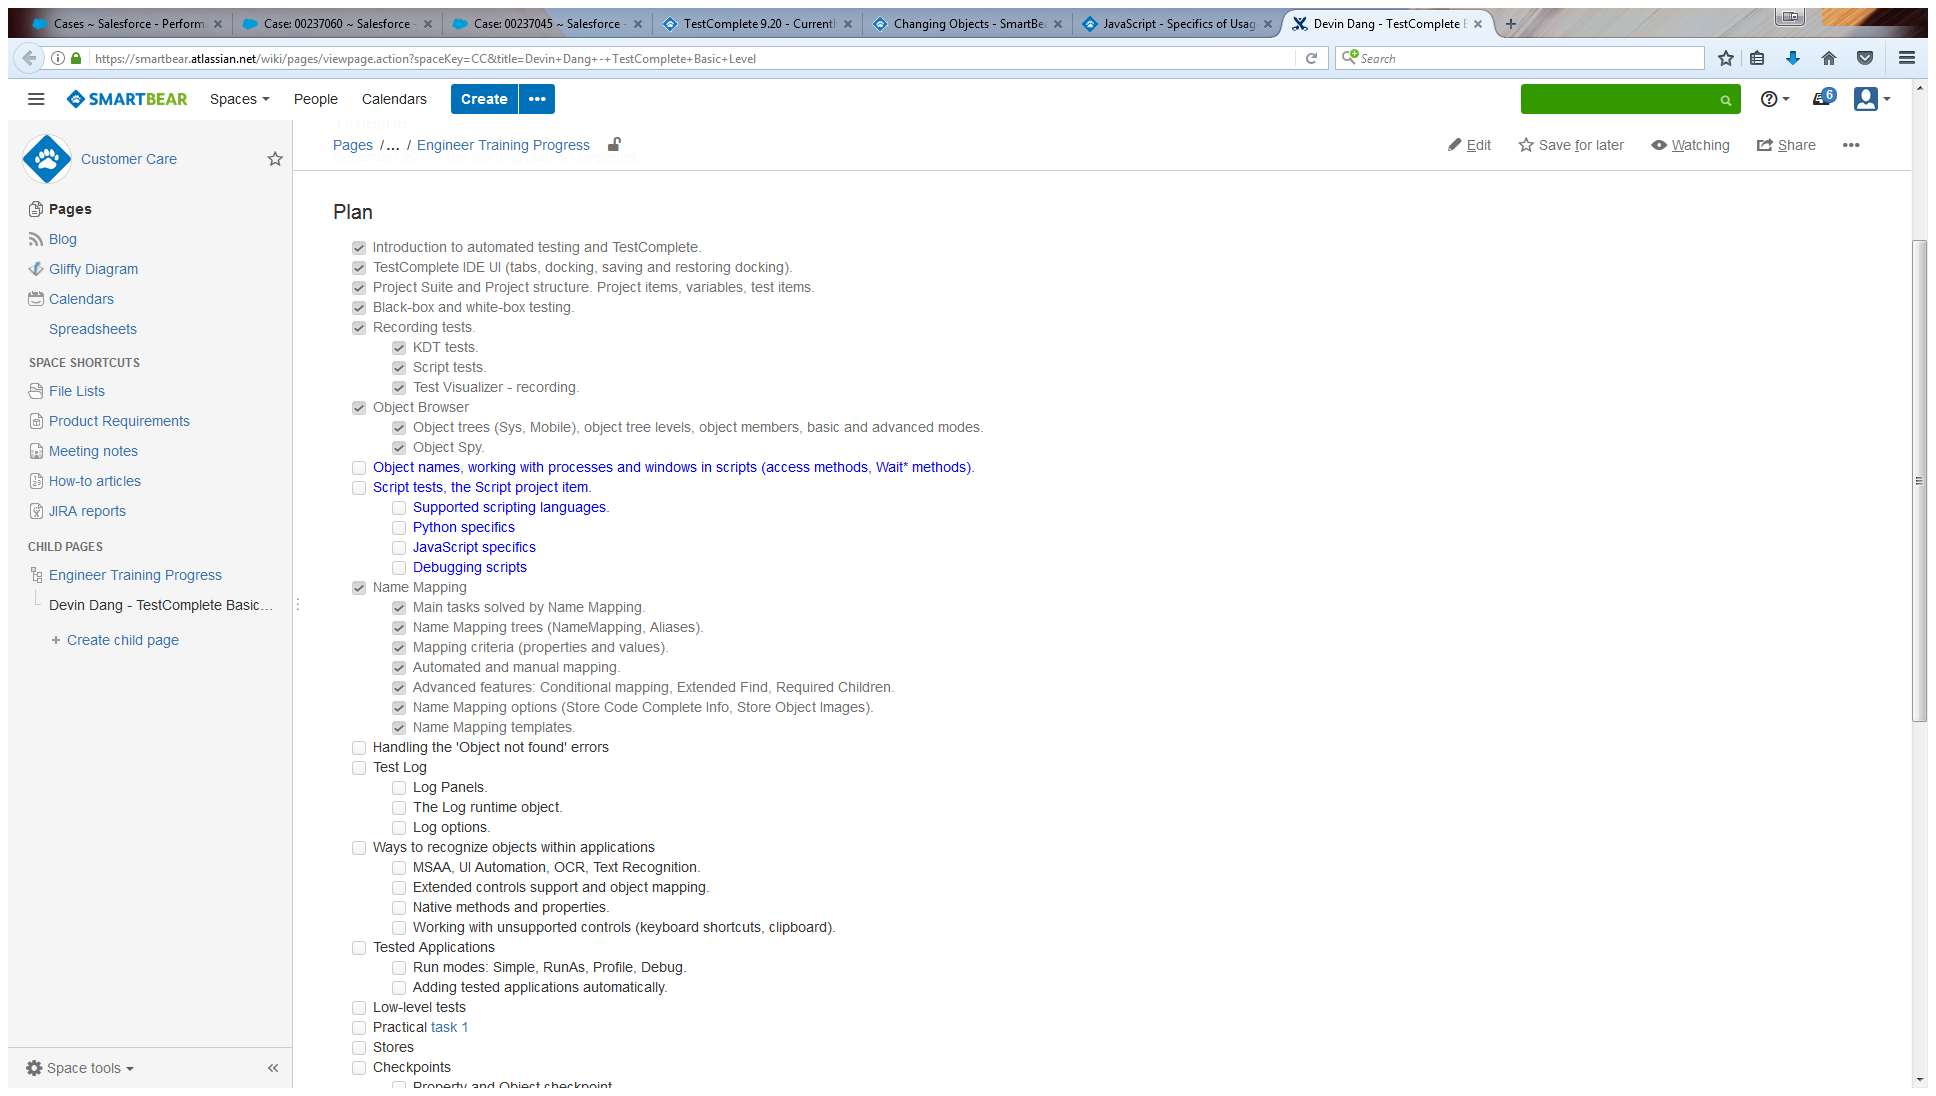 Cases ~ Salesforce - Perform
Case: 00237060 ~ Salesforce -
Case: 00237045 ~ Salesforce -
TestComplete 9.20 - Current
Changing Objects - SmartBe
JavaScript - Specifics of Usag
Devin Dang - TestComplete B
https://smartbear.atlassian.net/wiki/pages/viewpage.action?spaceKey=CC&title=Devin+Dang+-+TestComplete+Basic+Level
Search
SMARTBEAR
Spaces
People
Calendars
Create
6
Customer Care
Pages
Blog
Gliffy Diagram
Calendars
Spreadsheets
SPACE SHORTCUTS
File Lists
Product Requirements
Meeting notes
How-to articles
JIRA reports
CHILD PAGES
Engineer Training Progress
Devin Dang - TestComplete Basic...
+ Create child page
Space tools
Pages /... / Engineer Training Progress
Edit
Save for later
Watching
Share
Plan
Introduction to automated testing and TestComplete.
TestComplete IDE UI (tabs, docking, saving and restoring docking).
Project Suite and Project structure. Project items, variables, test items.
Black-box and white-box testing.
Recording tests.
KDT tests.
Script tests.
Test Visualizer - recording.
Object Browser
Object trees (Sys, Mobile), object tree levels, object members, basic and advanced modes.
Object Spy.
Object names, working with processes and windows in scripts (access methods, Wait* methods).
Script tests, the Script project item.
Supported scripting languages.
Python specifics
JavaScript specifics
Debugging scripts
Name Mapping
Main tasks solved by Name Mapping.
Name Mapping trees (NameMapping, Aliases).
Mapping criteria (properties and values).
Automated and manual mapping.
Advanced features: Conditional mapping, Extended Find, Required Children.
Name Mapping options (Store Code Complete Info, Store Object Images).
Name Mapping templates.
Handling the 'Object not found' errors
Test Log
Log Panels.
The Log runtime object.
Log options.
Ways to recognize objects within applications
MSAA, UI Automation, OCR, Text Recognition.
Extended controls support and object mapping.
Native methods and properties.
Working with unsupported controls (keyboard shortcuts, clipboard).
Tested Applications
Run modes: Simple, RunAs, Profile, Debug.
Adding tested applications automatically.
Low-level tests
Practical task 1
Stores
Checkpoints
Property and Object checkpoint